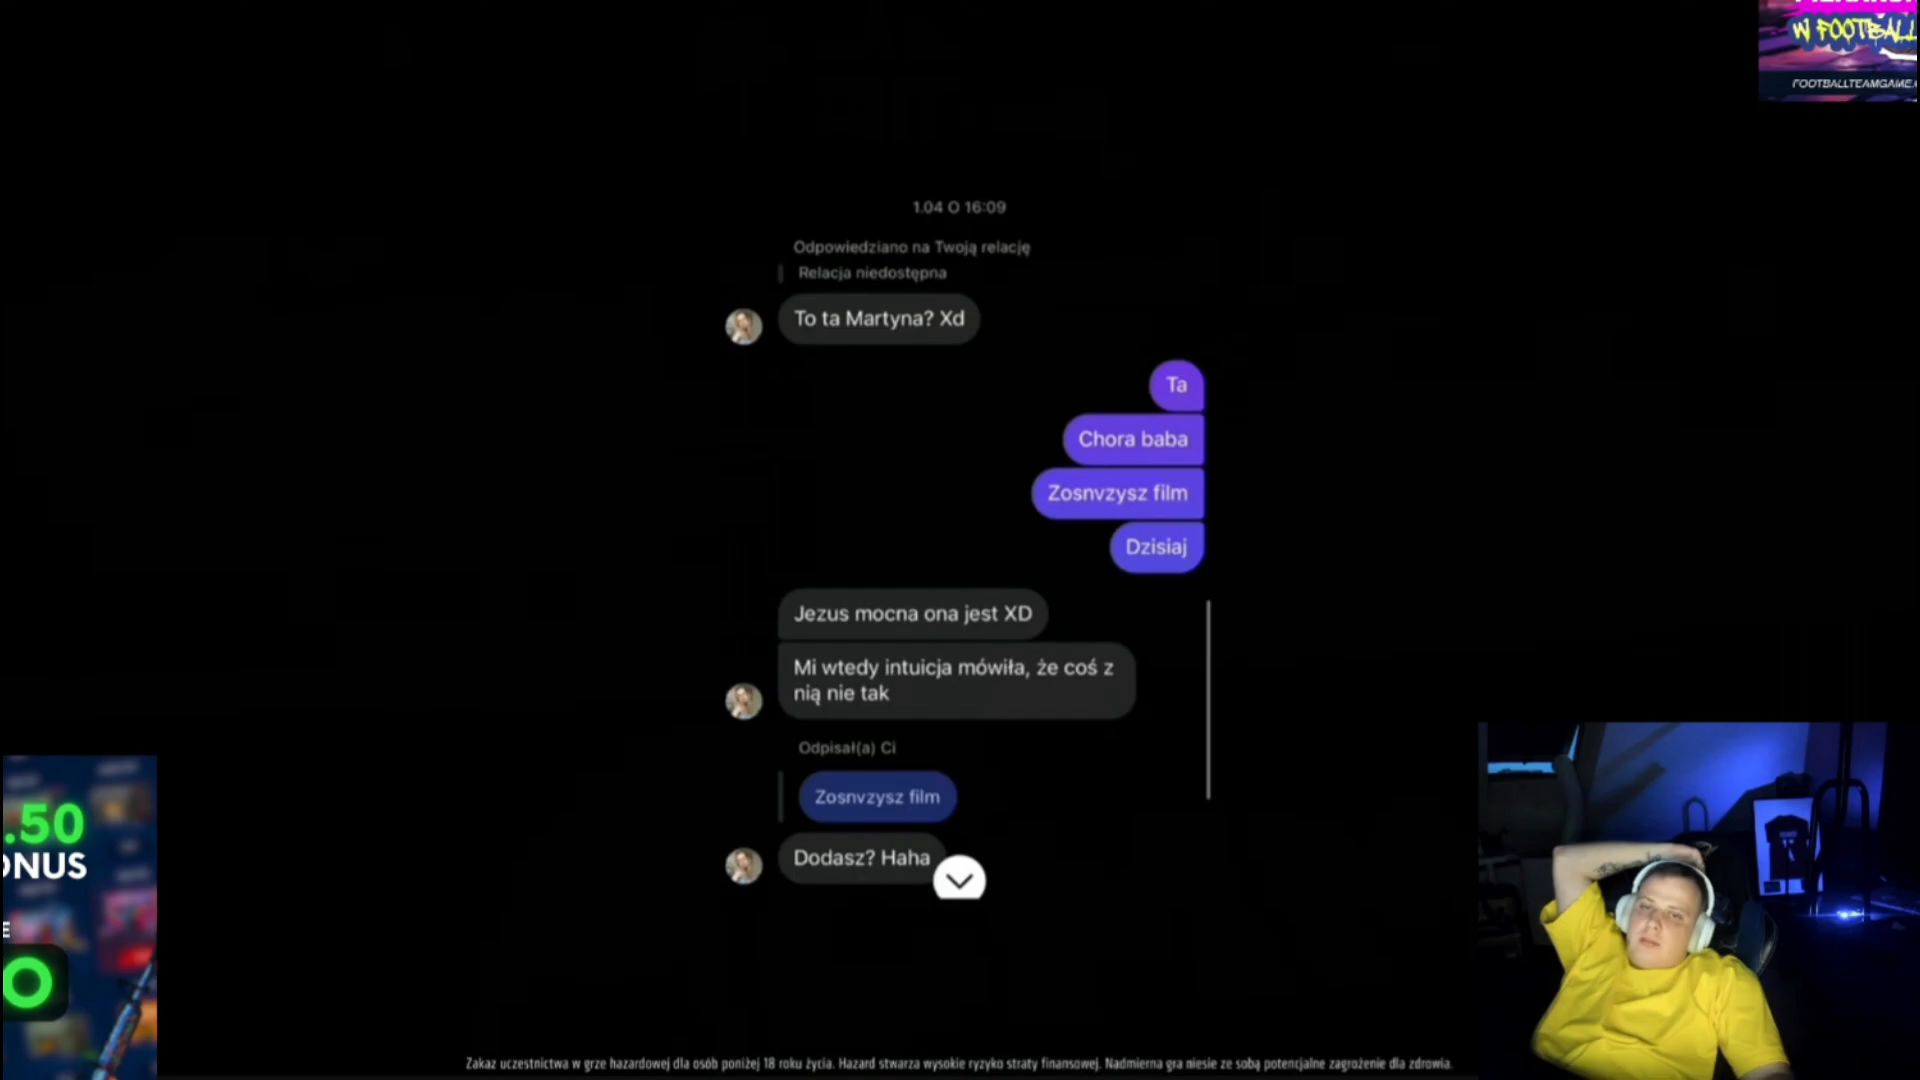 W FOOTBALL
FOOTBALLTEAMGAME.
1.04 O 16:09
Odpowiedziano na Twoją relację
Relacja niedostępna
To ta Martyna? Xd
Ta
Chora baba
Zosnvzysz film
Dzisiaj
Jezus mocna ona jest XD
Mi wtedy intuicja mówiła, że coś z
nią nie tak
Odpisał(a) Ci
Zosnvzysz film
Dodasz? Haha
.50
ONUS
E
O
Zakaz uczestnictwa w grze hazardowej dla osób poniżej 18 roku życia. Hazard stwarza wysokie ryzyko straty finansowej. Nadmierna gra niesie ze sobą potencjalne zagrożenie dla zdrowia.